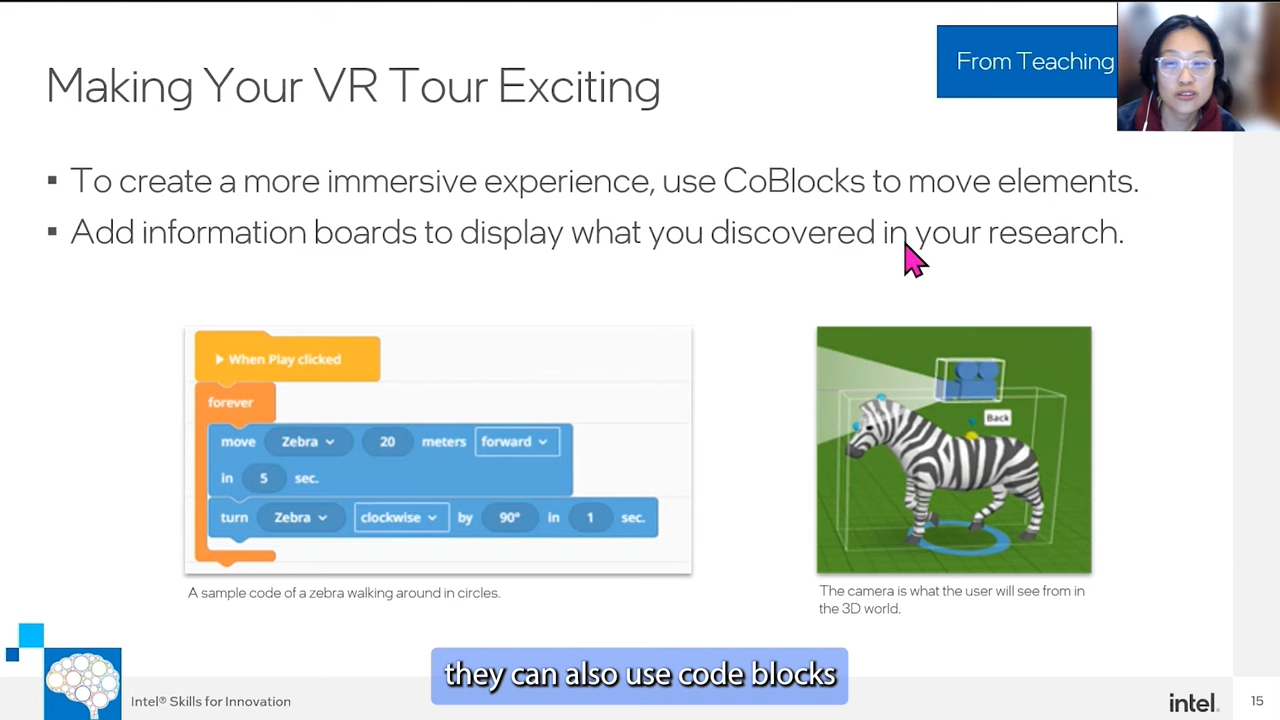 From Teaching
Making Your VR Tour Exciting
▪ To create a more immersive experience, use CoBlocks to move elements.
▪ Add information boards to display what you discovered in your research.
When Play clicked
forever
move Zebra 20 meters forward
in 5 sec.
turn Zebra clockwise by 90° in 1 sec.
Back
A sample code of a zebra walking around in circles.
The camera is what the user will see from in
the 3D world.
they can also use code blocks
Intel® Skills for Innovation
intel.
15